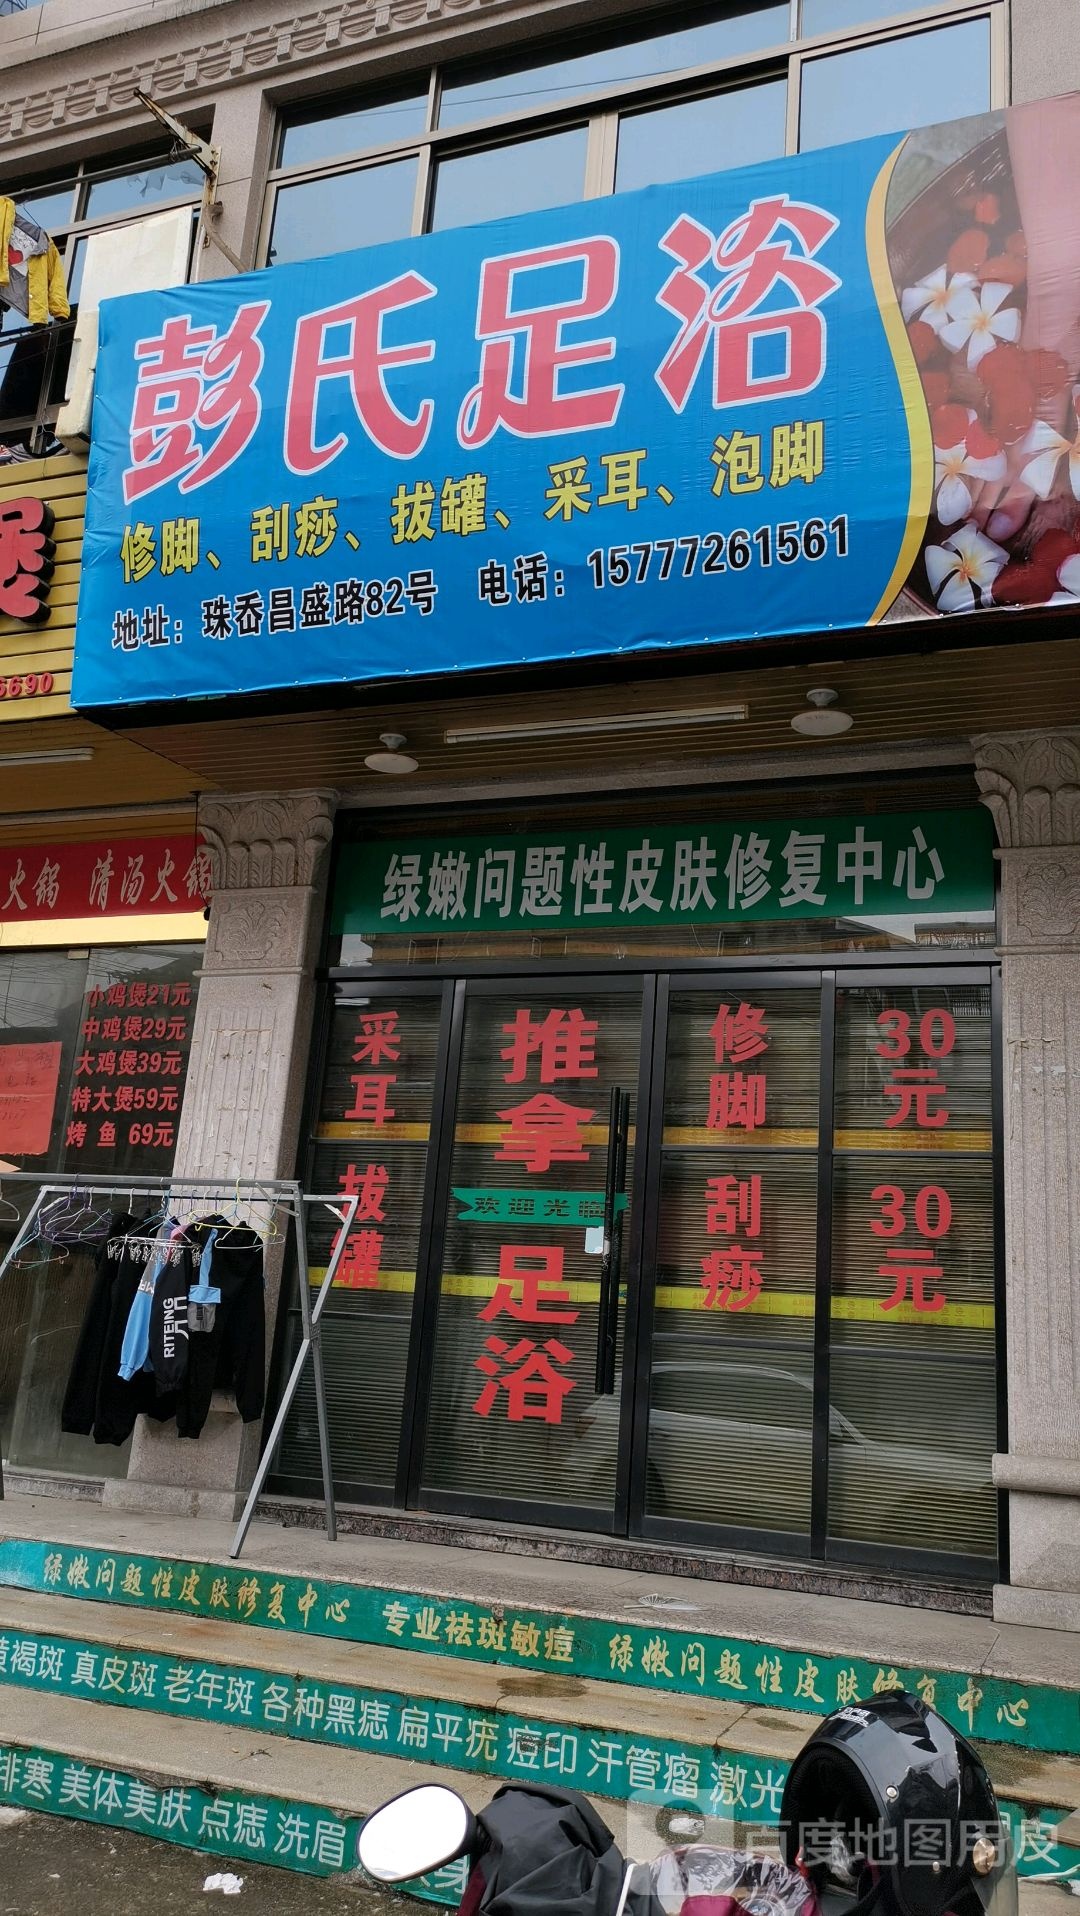 彭氏足浴
修脚、刮痧、拔罐、采耳、泡脚
地址：珠岙昌盛路82号 电话：15777261561
煲
6690
火锅 清汤火锅
小鸡煲21元
中鸡煲29元
大鸡煲39元
特大煲59元
烤鱼 69元
绿嫩问题性皮肤修复中心
采耳 拔罐
推拿
欢迎光临
足浴
修脚 30元
刮痧 30元
RITEING
绿嫩问题性皮肤修复中心 专业祛斑敏痘 绿嫩问题性皮肤修复中心
黄褐斑 真皮斑 老年斑 各种黑痣 扁平疣 痘印 汗管瘤 激光
排寒 美体美肤 点痣 洗眉
身
百度地图用户